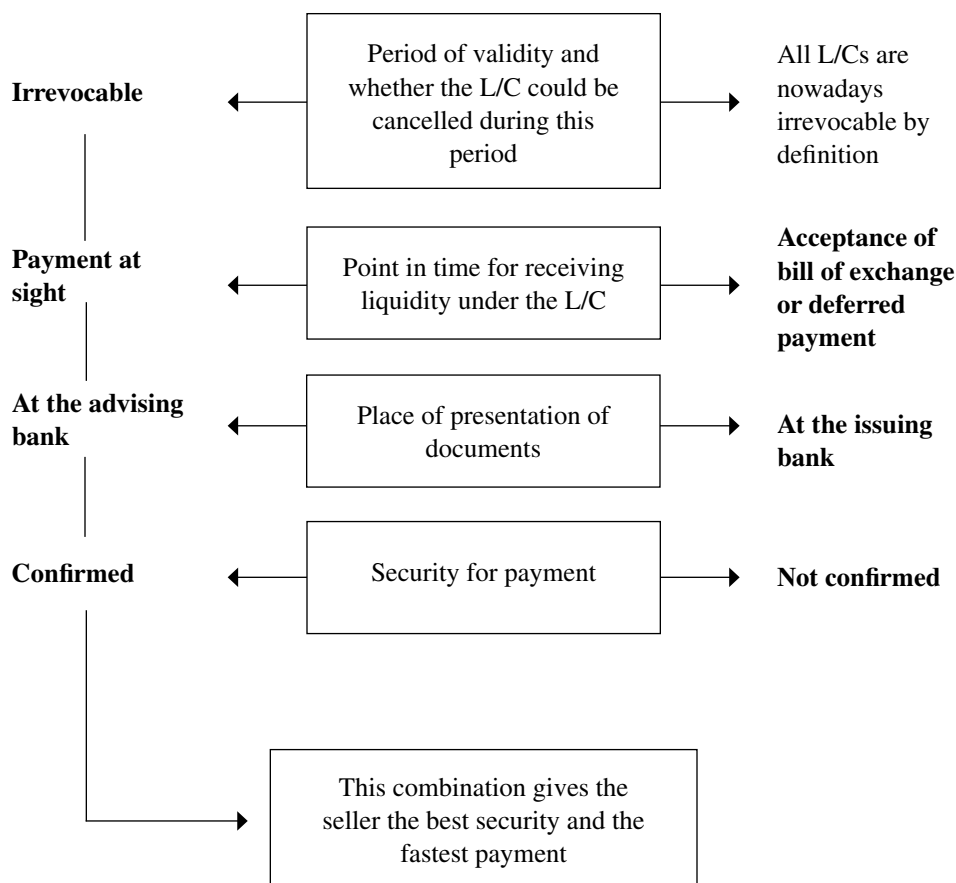 Irrevocable
Period of validity and
whether the L/C could be
cancelled during this
period
All L/Cs are
nowadays
irrevocable by
definition
Payment at
sight
Point in time for receiving
liquidity under the L/C
Acceptance of
bill of exchange
or deferred
payment
At the advising
bank
Place of presentation of
documents
At the issuing
bank
Confirmed
Security for payment
Not confirmed
This combination gives the
seller the best security and the
fastest payment